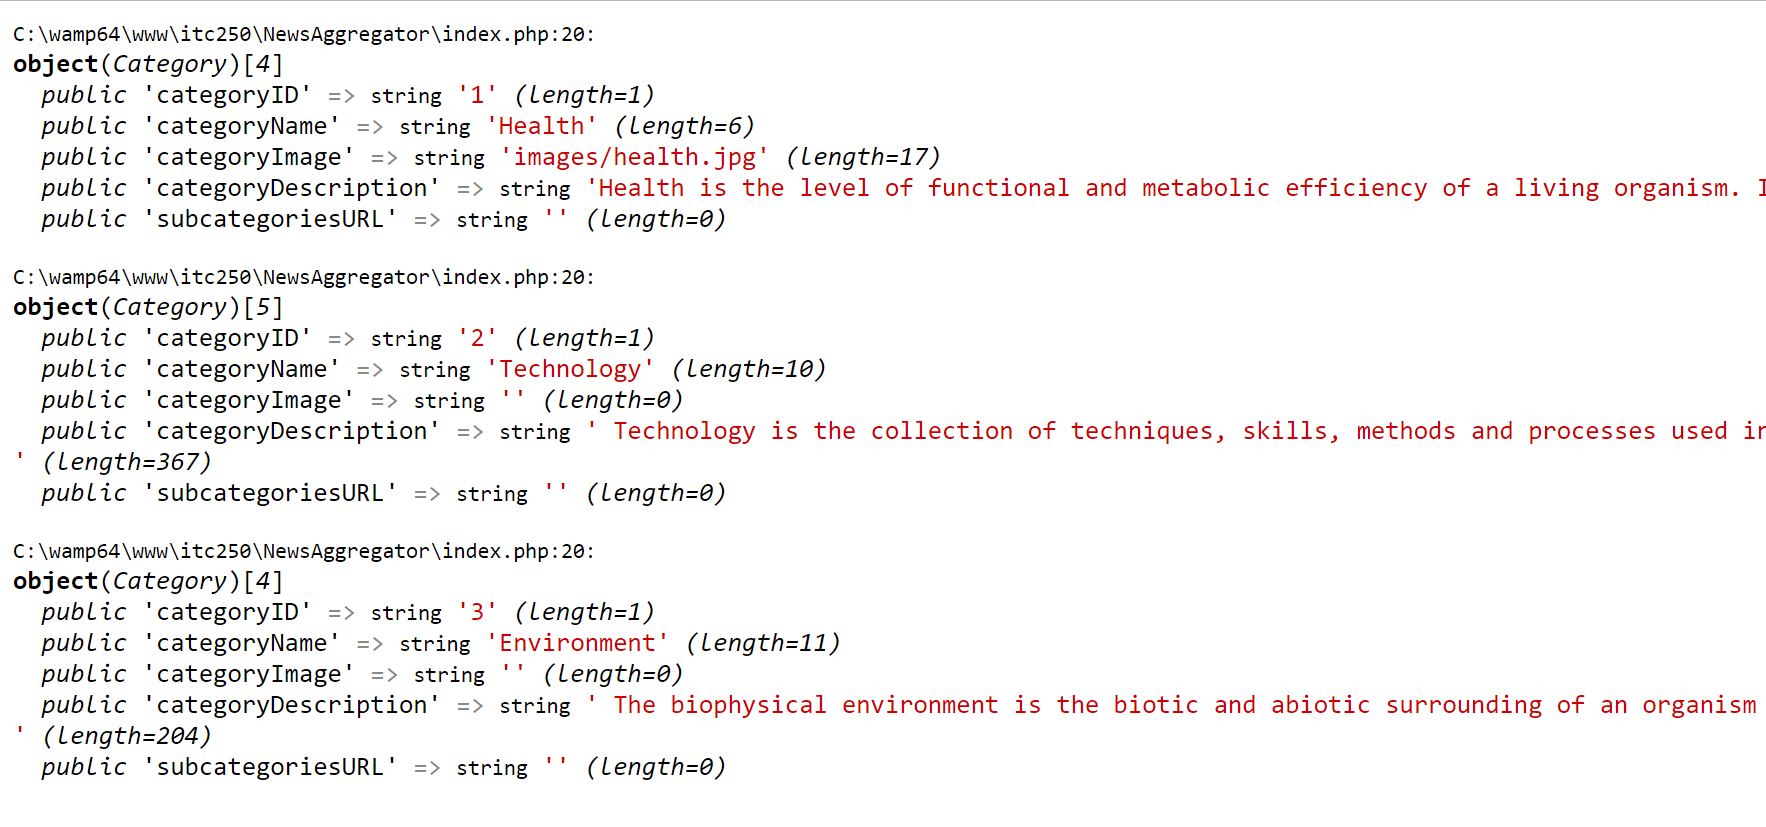 C:\wamp64\www\itc250\NewsAggregator\index.php:20:
object(Category)[4]
  public 'categoryID' => string '1' (length=1)
  public 'categoryName' => string 'Health' (length=6)
  public 'categoryImage' => string 'images/health.jpg' (length=17)
  public 'categoryDescription' => string 'Health is the level of functional and metabolic efficiency of a living organism.
  public 'subcategoriesURL' => string '' (length=0)
C:\wamp64\www\itc250\NewsAggregator\index.php:20:
object(Category)[5]
  public 'categoryID' => string '2' (length=1)
  public 'categoryName' => string 'Technology' (length=10)
  public 'categoryImage' => string '' (length=0)
  public 'categoryDescription' => string ' Technology is the collection of techniques, skills, methods and processes used
' (length=367)
  public 'subcategoriesURL' => string '' (length=0)
C:\wamp64\www\itc250\NewsAggregator\index.php:20:
object(Category)[4]
  public 'categoryID' => string '3' (length=1)
  public 'categoryName' => string 'Environment' (length=11)
  public 'categoryImage' => string '' (length=0)
  public 'categoryDescription' => string ' The biophysical environment is the biotic and abiotic surrounding of an organism
' (length=204)
  public 'subcategoriesURL' => string '' (length=0)